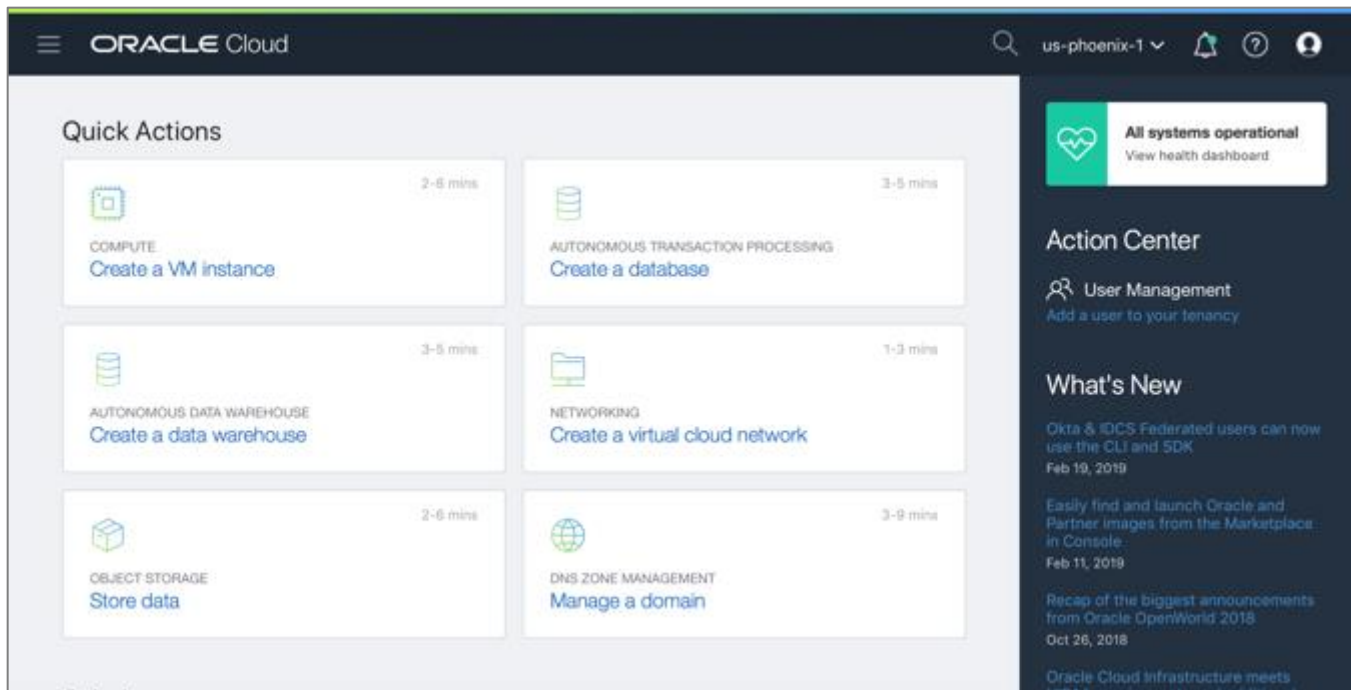 ORACLE Cloud
us-phoenix-1
Quick Actions
2-6 mins
COMPUTE
Create a VM instance
3-5 mins
AUTONOMOUS TRANSACTION PROCESSING
Create a database
3-5 mins
AUTONOMOUS DATA WAREHOUSE
Create a data warehouse
1-3 mins
NETWORKING
Create a virtual cloud network
2-6 mins
OBJECT STORAGE
Store data
3-9 mins
DNS ZONE MANAGEMENT
Manage a domain
All systems operational
View health dashboard
Action Center
User Management
Add a user to your tenancy
What's New
Okta & IDCS Federated users can now
use the CLI and SDK
Feb 19, 2019
Easily find and launch Oracle and
Partner images from the Marketplace
in Console
Feb 11, 2019
Recap of the biggest announcements
from Oracle OpenWorld 2018
Oct 26, 2018
Oracle Cloud Infrastructure meets